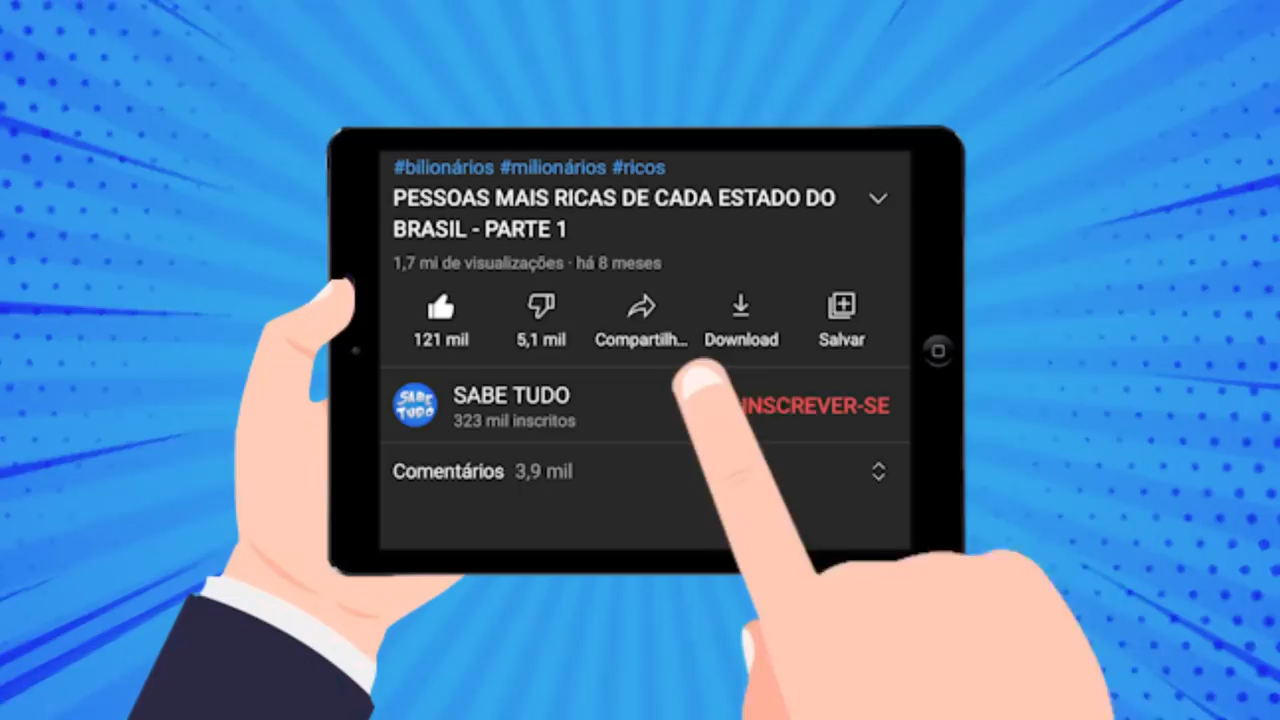 #bilionários #milionários #ricos
PESSOAS MAIS RICAS DE CADA ESTADO DO
BRASIL - PARTE 1
1,7 mi de visualizações · há 8 meses
121 mil 5,1 mil Compartilh... Download Salvar
SABE TUDO
SABE TUDO INSCREVER-SE
323 mil inscritos
Comentários 3,9 mil